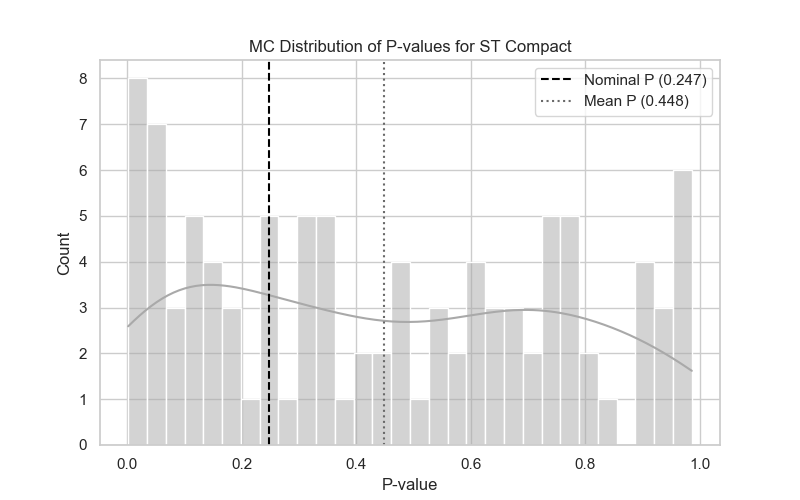 MC Distribution of P-values for ST Compact
Nominal P (0.247)
Mean P (0.448)
8
7
6
5
4
3
2
1
0
Count
0.0 0.2 0.4 0.6 0.8 1.0
P-value